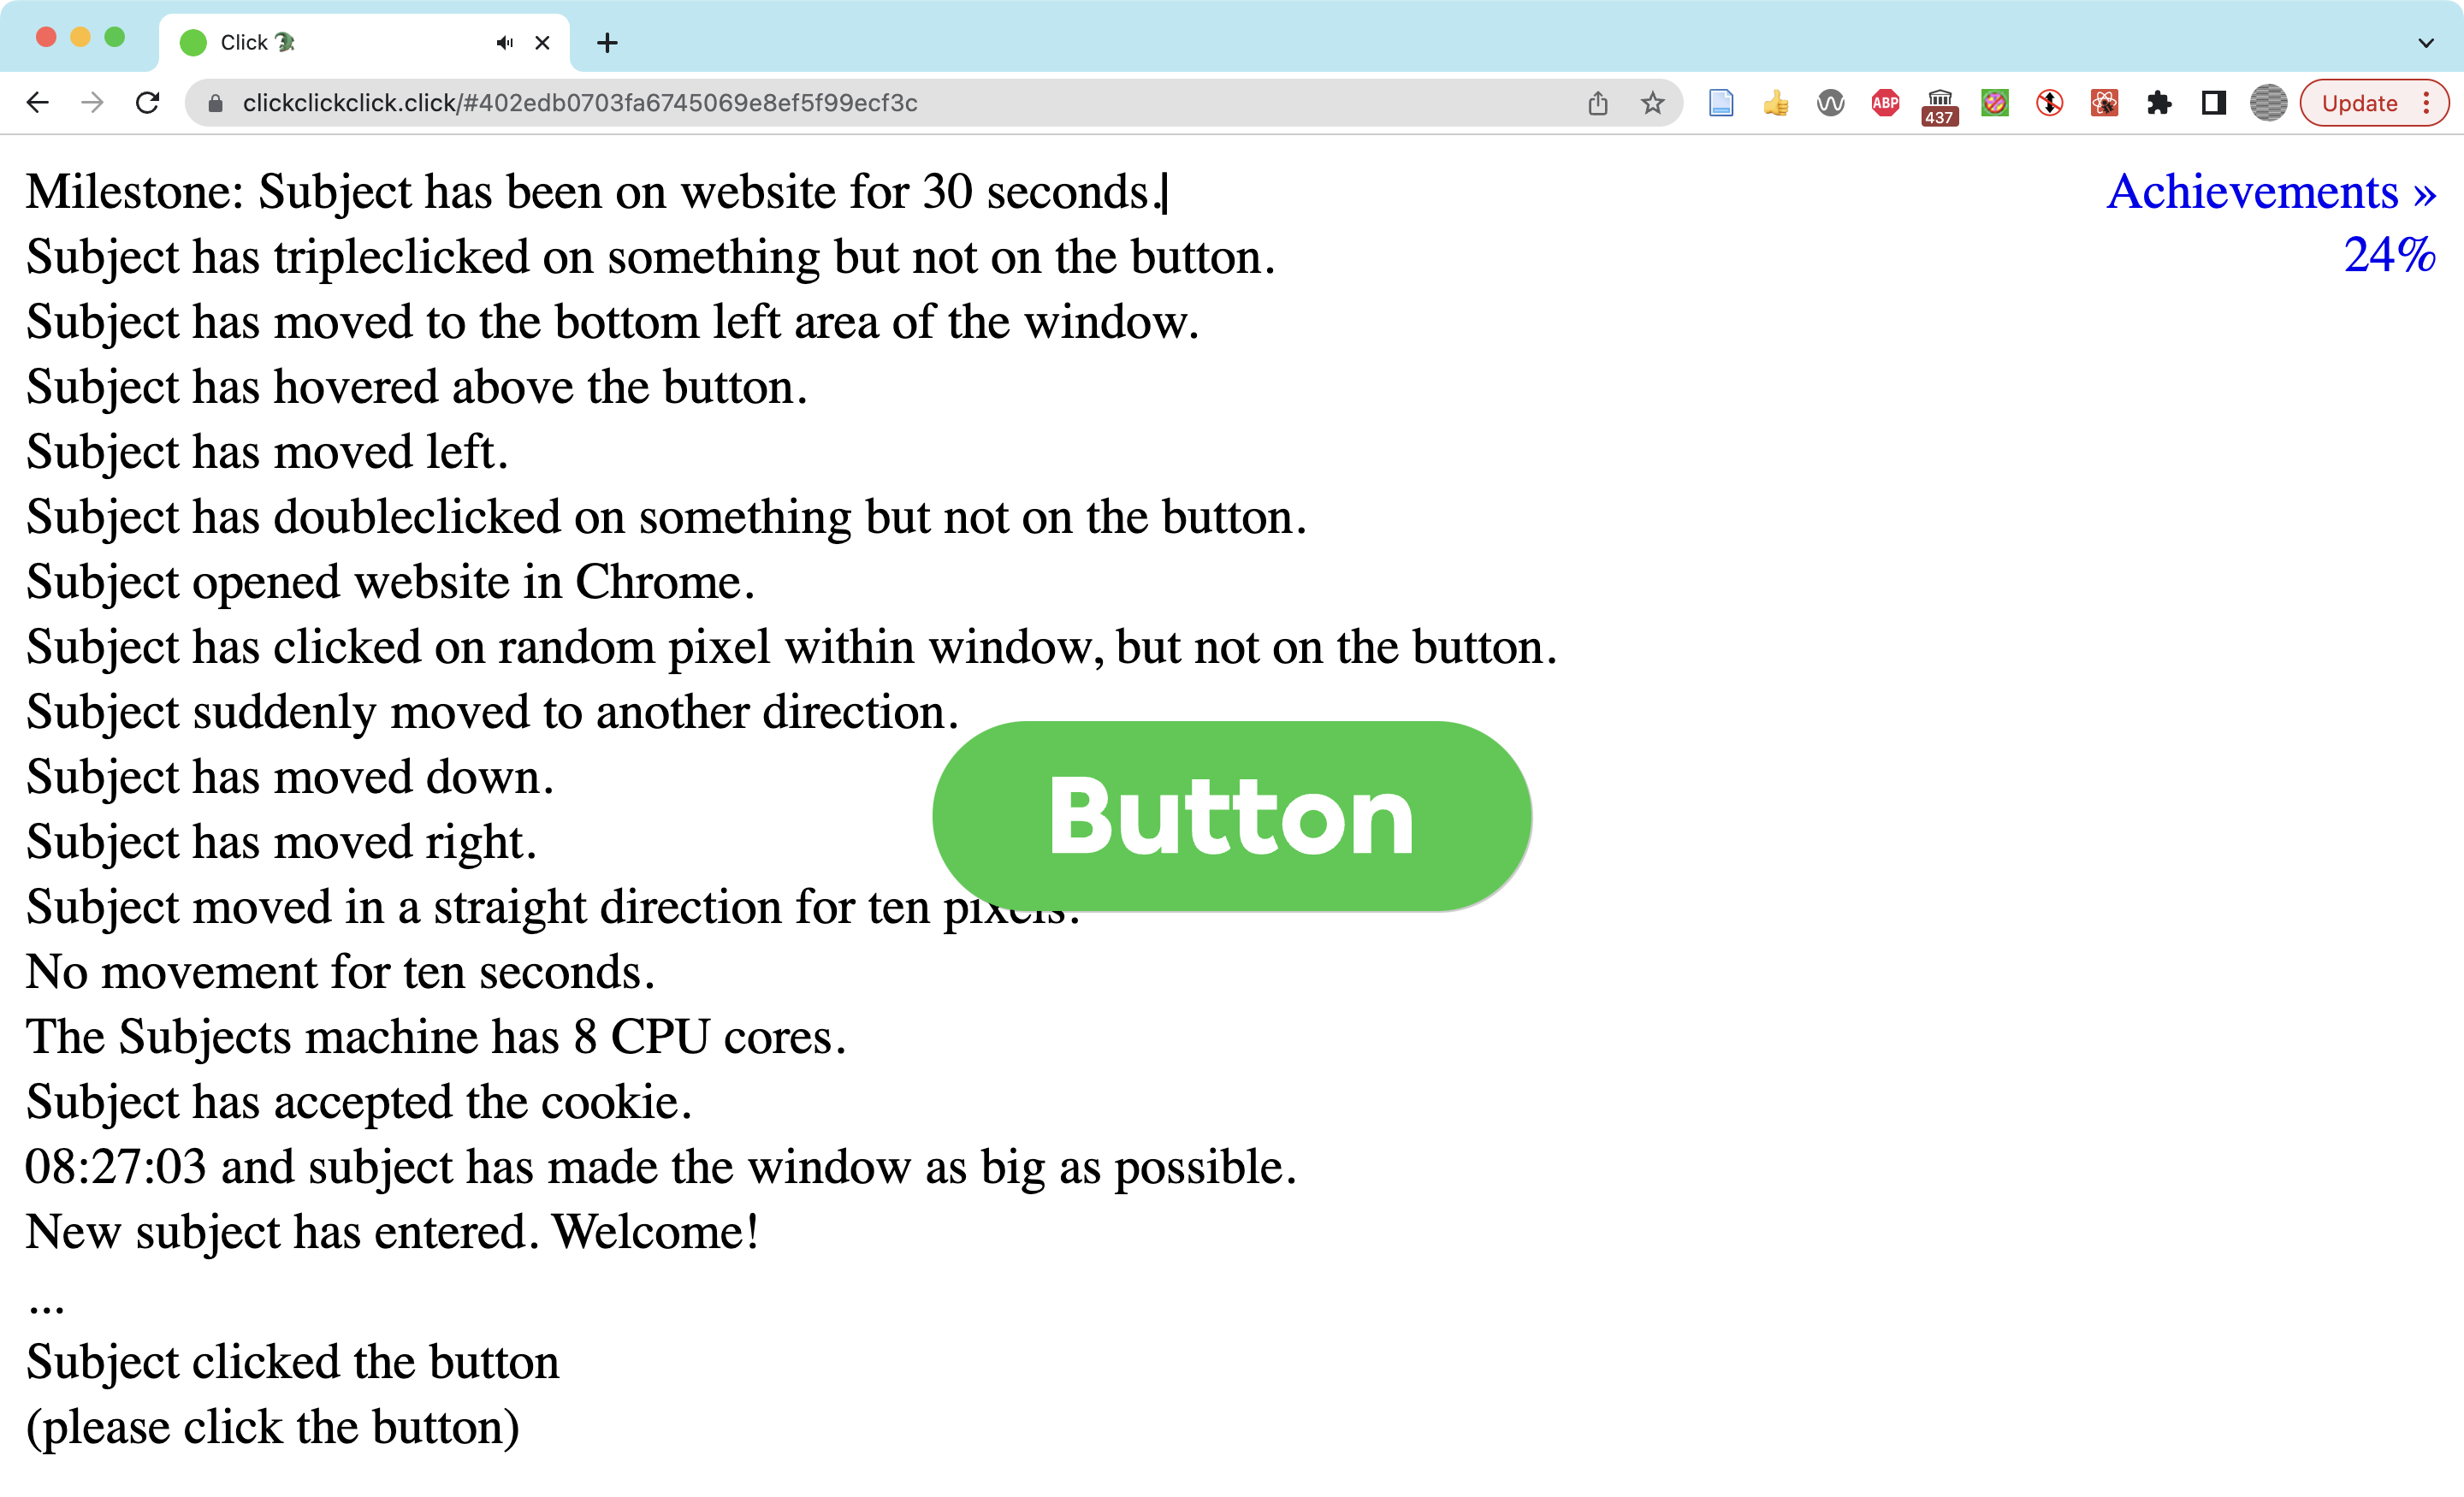 Click
clickclickclick.click/#402edb0703fa6745069e8ef5f99ecf3c
ABP
437
Update
Milestone: Subject has been on website for 30 seconds.
Achievements »
24%
Subject has tripleclicked on something but not on the button.
Subject has moved to the bottom left area of the window.
Subject has hovered above the button.
Subject has moved left.
Subject has doubleclicked on something but not on the button.
Subject opened website in Chrome.
Subject has clicked on random pixel within window, but not on the button.
Subject suddenly moved to another direction.
Subject has moved down.
Button
Subject has moved right.
Subject moved in a straight direction for ten pixels.
No movement for ten seconds.
The Subjects machine has 8 CPU cores.
Subject has accepted the cookie.
08:27:03 and subject has made the window as big as possible.
New subject has entered. Welcome!
...
Subject clicked the button
(please click the button)